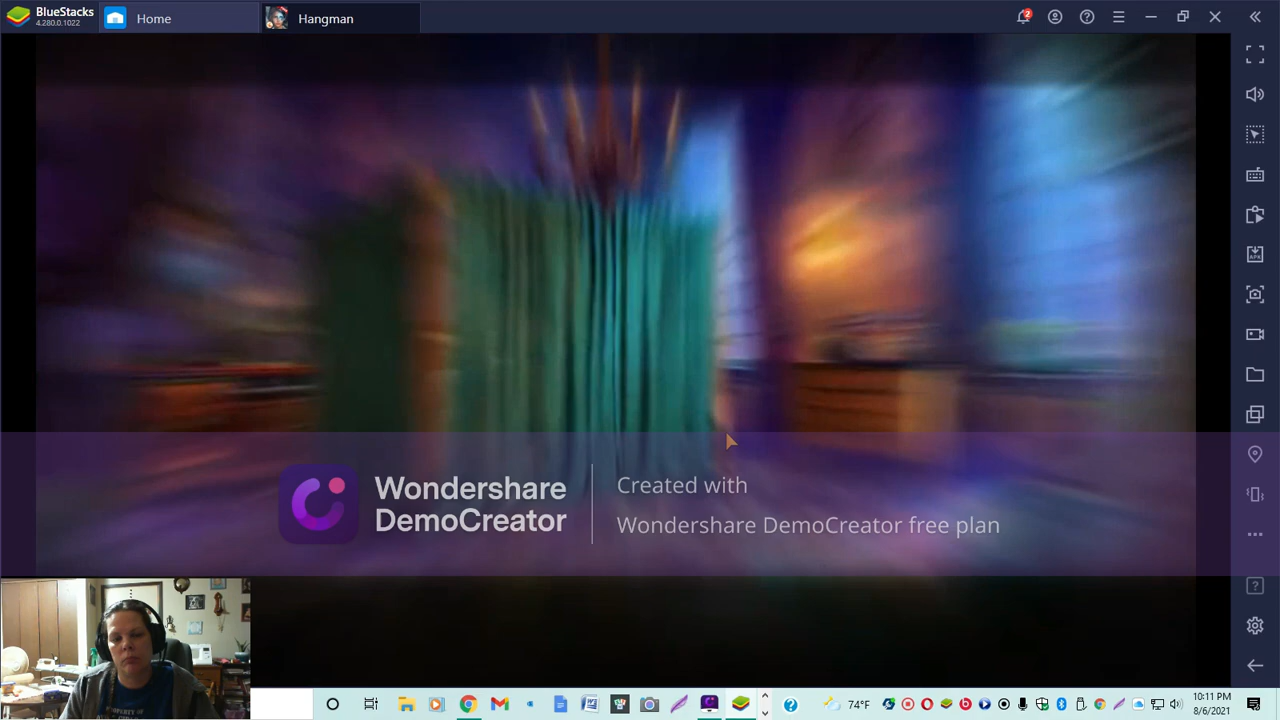 BlueStacks
4.280.0.1022
Home
Hangman
2
Wondershare
DemoCreator
Created with
Wondershare DemoCreator free plan
74°F
10:11 PM
8/6/2021